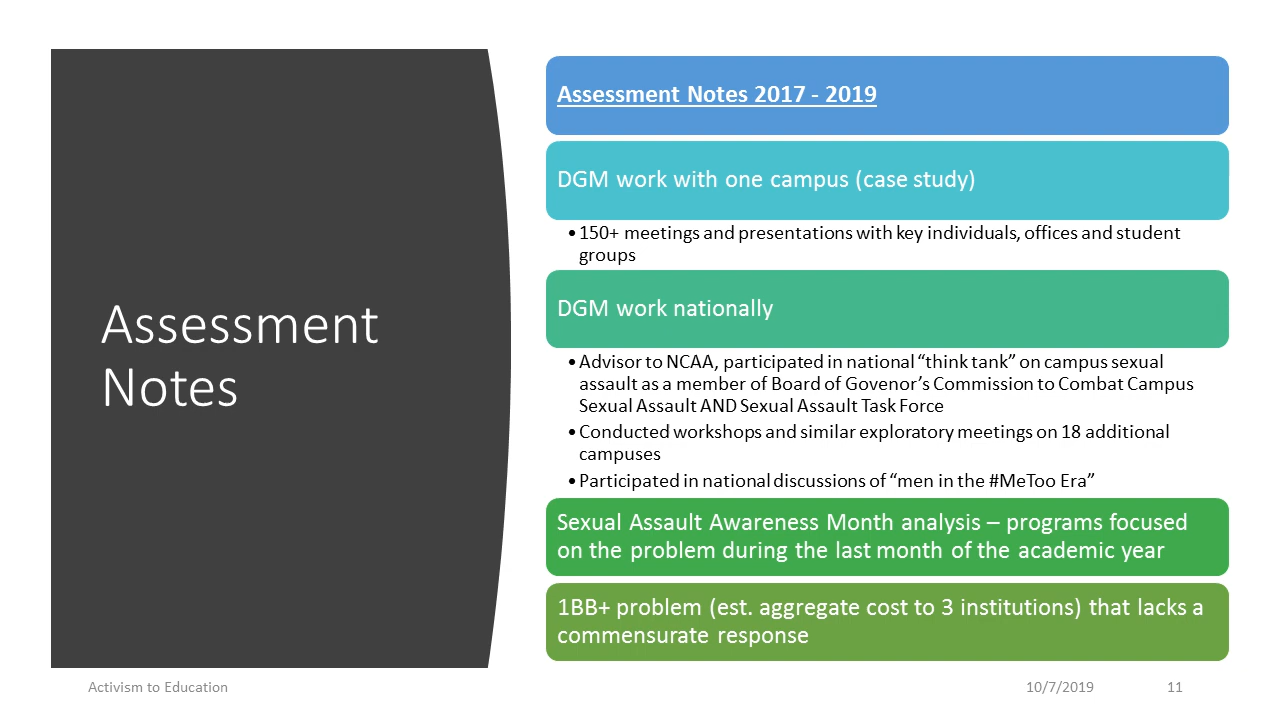 Assessment
Notes
Assessment Notes 2017 - 2019
DGM work with one campus (case study)
•150+ meetings and presentations with key individuals, offices and student
groups
DGM work nationally
•Advisor to NCAA, participated in national “think tank” on campus sexual
assault as a member of Board of Govenor’s Commission to Combat Campus
Sexual Assault AND Sexual Assault Task Force
•Conducted workshops and similar exploratory meetings on 18 additional
campuses
•Participated in national discussions of “men in the #MeToo Era”
Sexual Assault Awareness Month analysis – programs focused
on the problem during the last month of the academic year
1BB+ problem (est. aggregate cost to 3 institutions) that lacks a
commensurate response
Activism to Education
10/7/2019
11